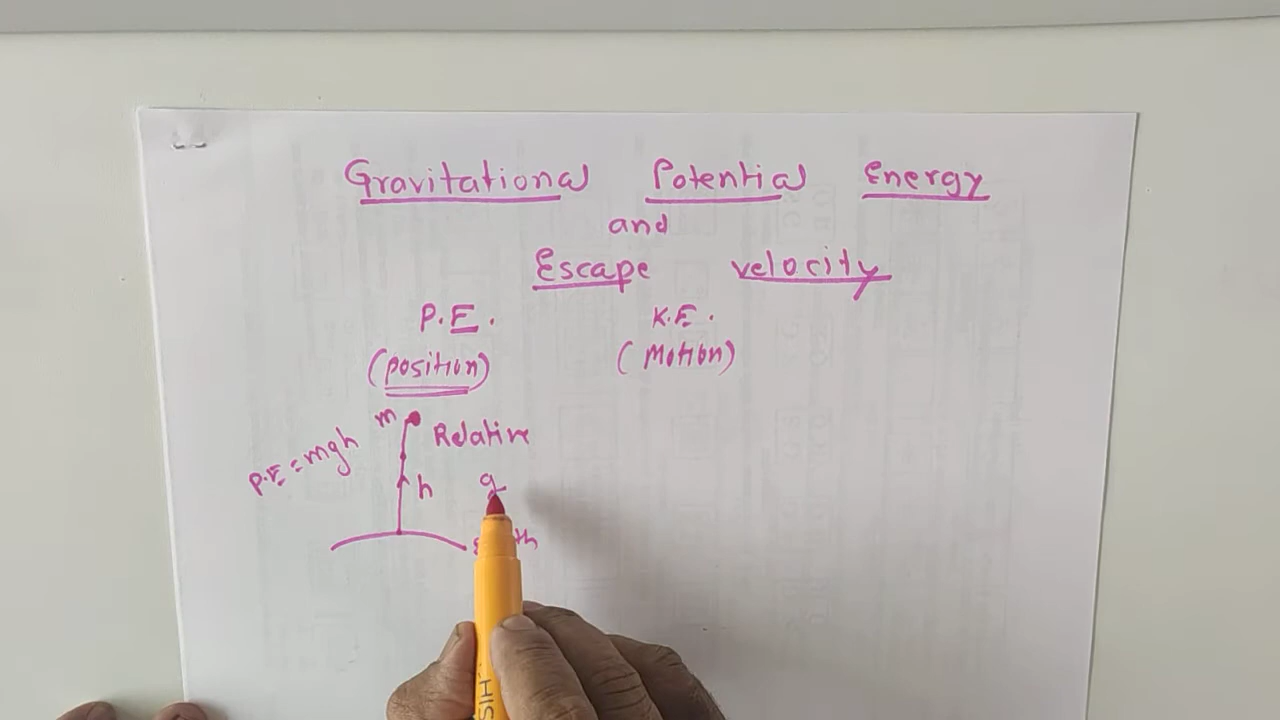 Gravitational Potential Energy
and
Escape velocity
P.E. K.E.
(position) (Motion)
m Relative
P.E = mgh
h g